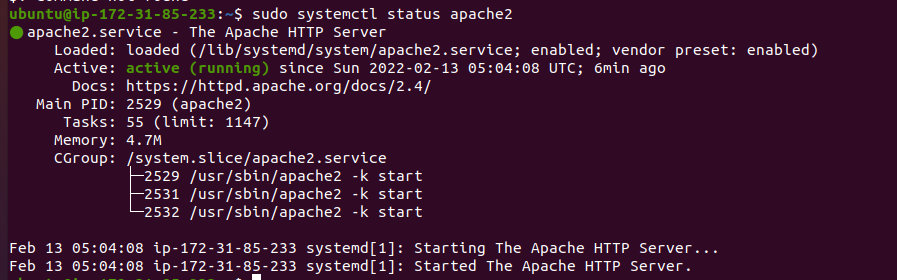 ubuntu@ip-172-31-85-233:~$ sudo systemctl status apache2
● apache2.service - The Apache HTTP Server
Loaded: loaded (/lib/systemd/system/apache2.service; enabled; vendor preset: enabled)
Active: active (running) since Sun 2022-02-13 05:04:08 UTC; 6min ago
Docs: https://httpd.apache.org/docs/2.4/
Main PID: 2529 (apache2)
Tasks: 55 (limit: 1147)
Memory: 4.7M
CGroup: /system.slice/apache2.service
├─2529 /usr/sbin/apache2 -k start
├─2531 /usr/sbin/apache2 -k start
└─2532 /usr/sbin/apache2 -k start
Feb 13 05:04:08 ip-172-31-85-233 systemd[1]: Starting The Apache HTTP Server...
Feb 13 05:04:08 ip-172-31-85-233 systemd[1]: Started The Apache HTTP Server.